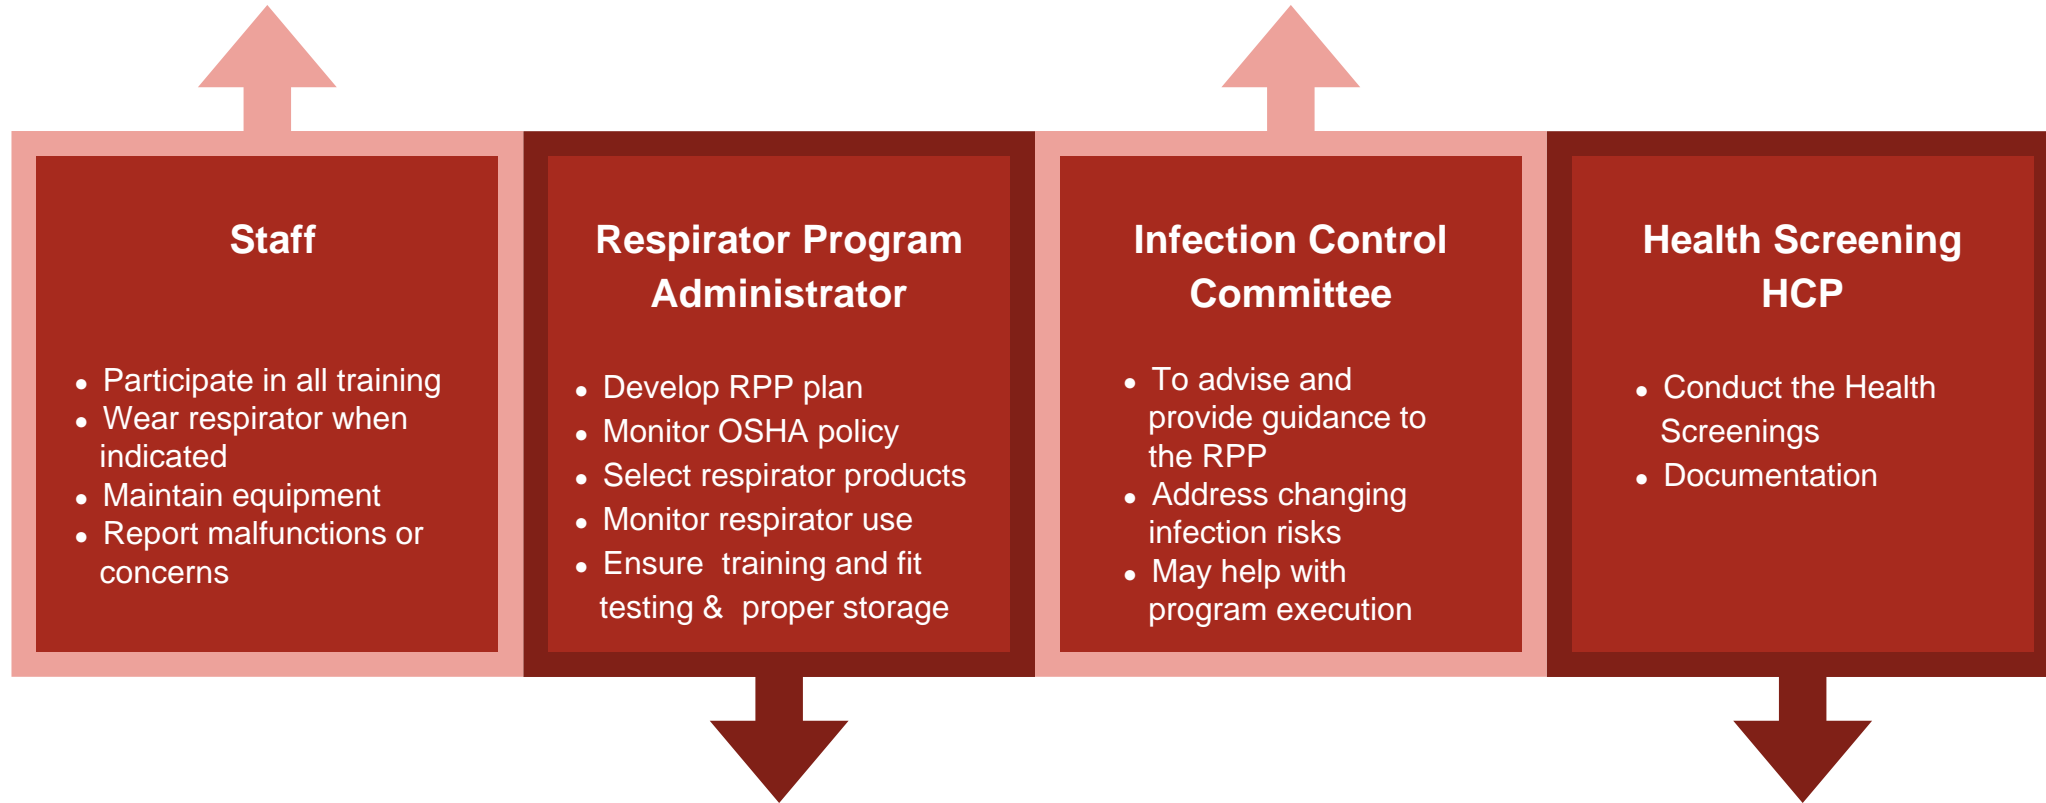 Staff
• Participate in all training
• Wear respirator when
indicated
• Maintain equipment
• Report malfunctions or
concerns
Respirator Program
Administrator
• Develop RPP plan
• Monitor OSHA policy
• Select respirator products
• Monitor respirator use
• Ensure  training and fit
testing &  proper storage
Infection Control
Committee
• To advise and
provide guidance to
the RPP
• Address changing
infection risks
• May help with
program execution
Health Screening
HCP
• Conduct the Health
Screenings
• Documentation